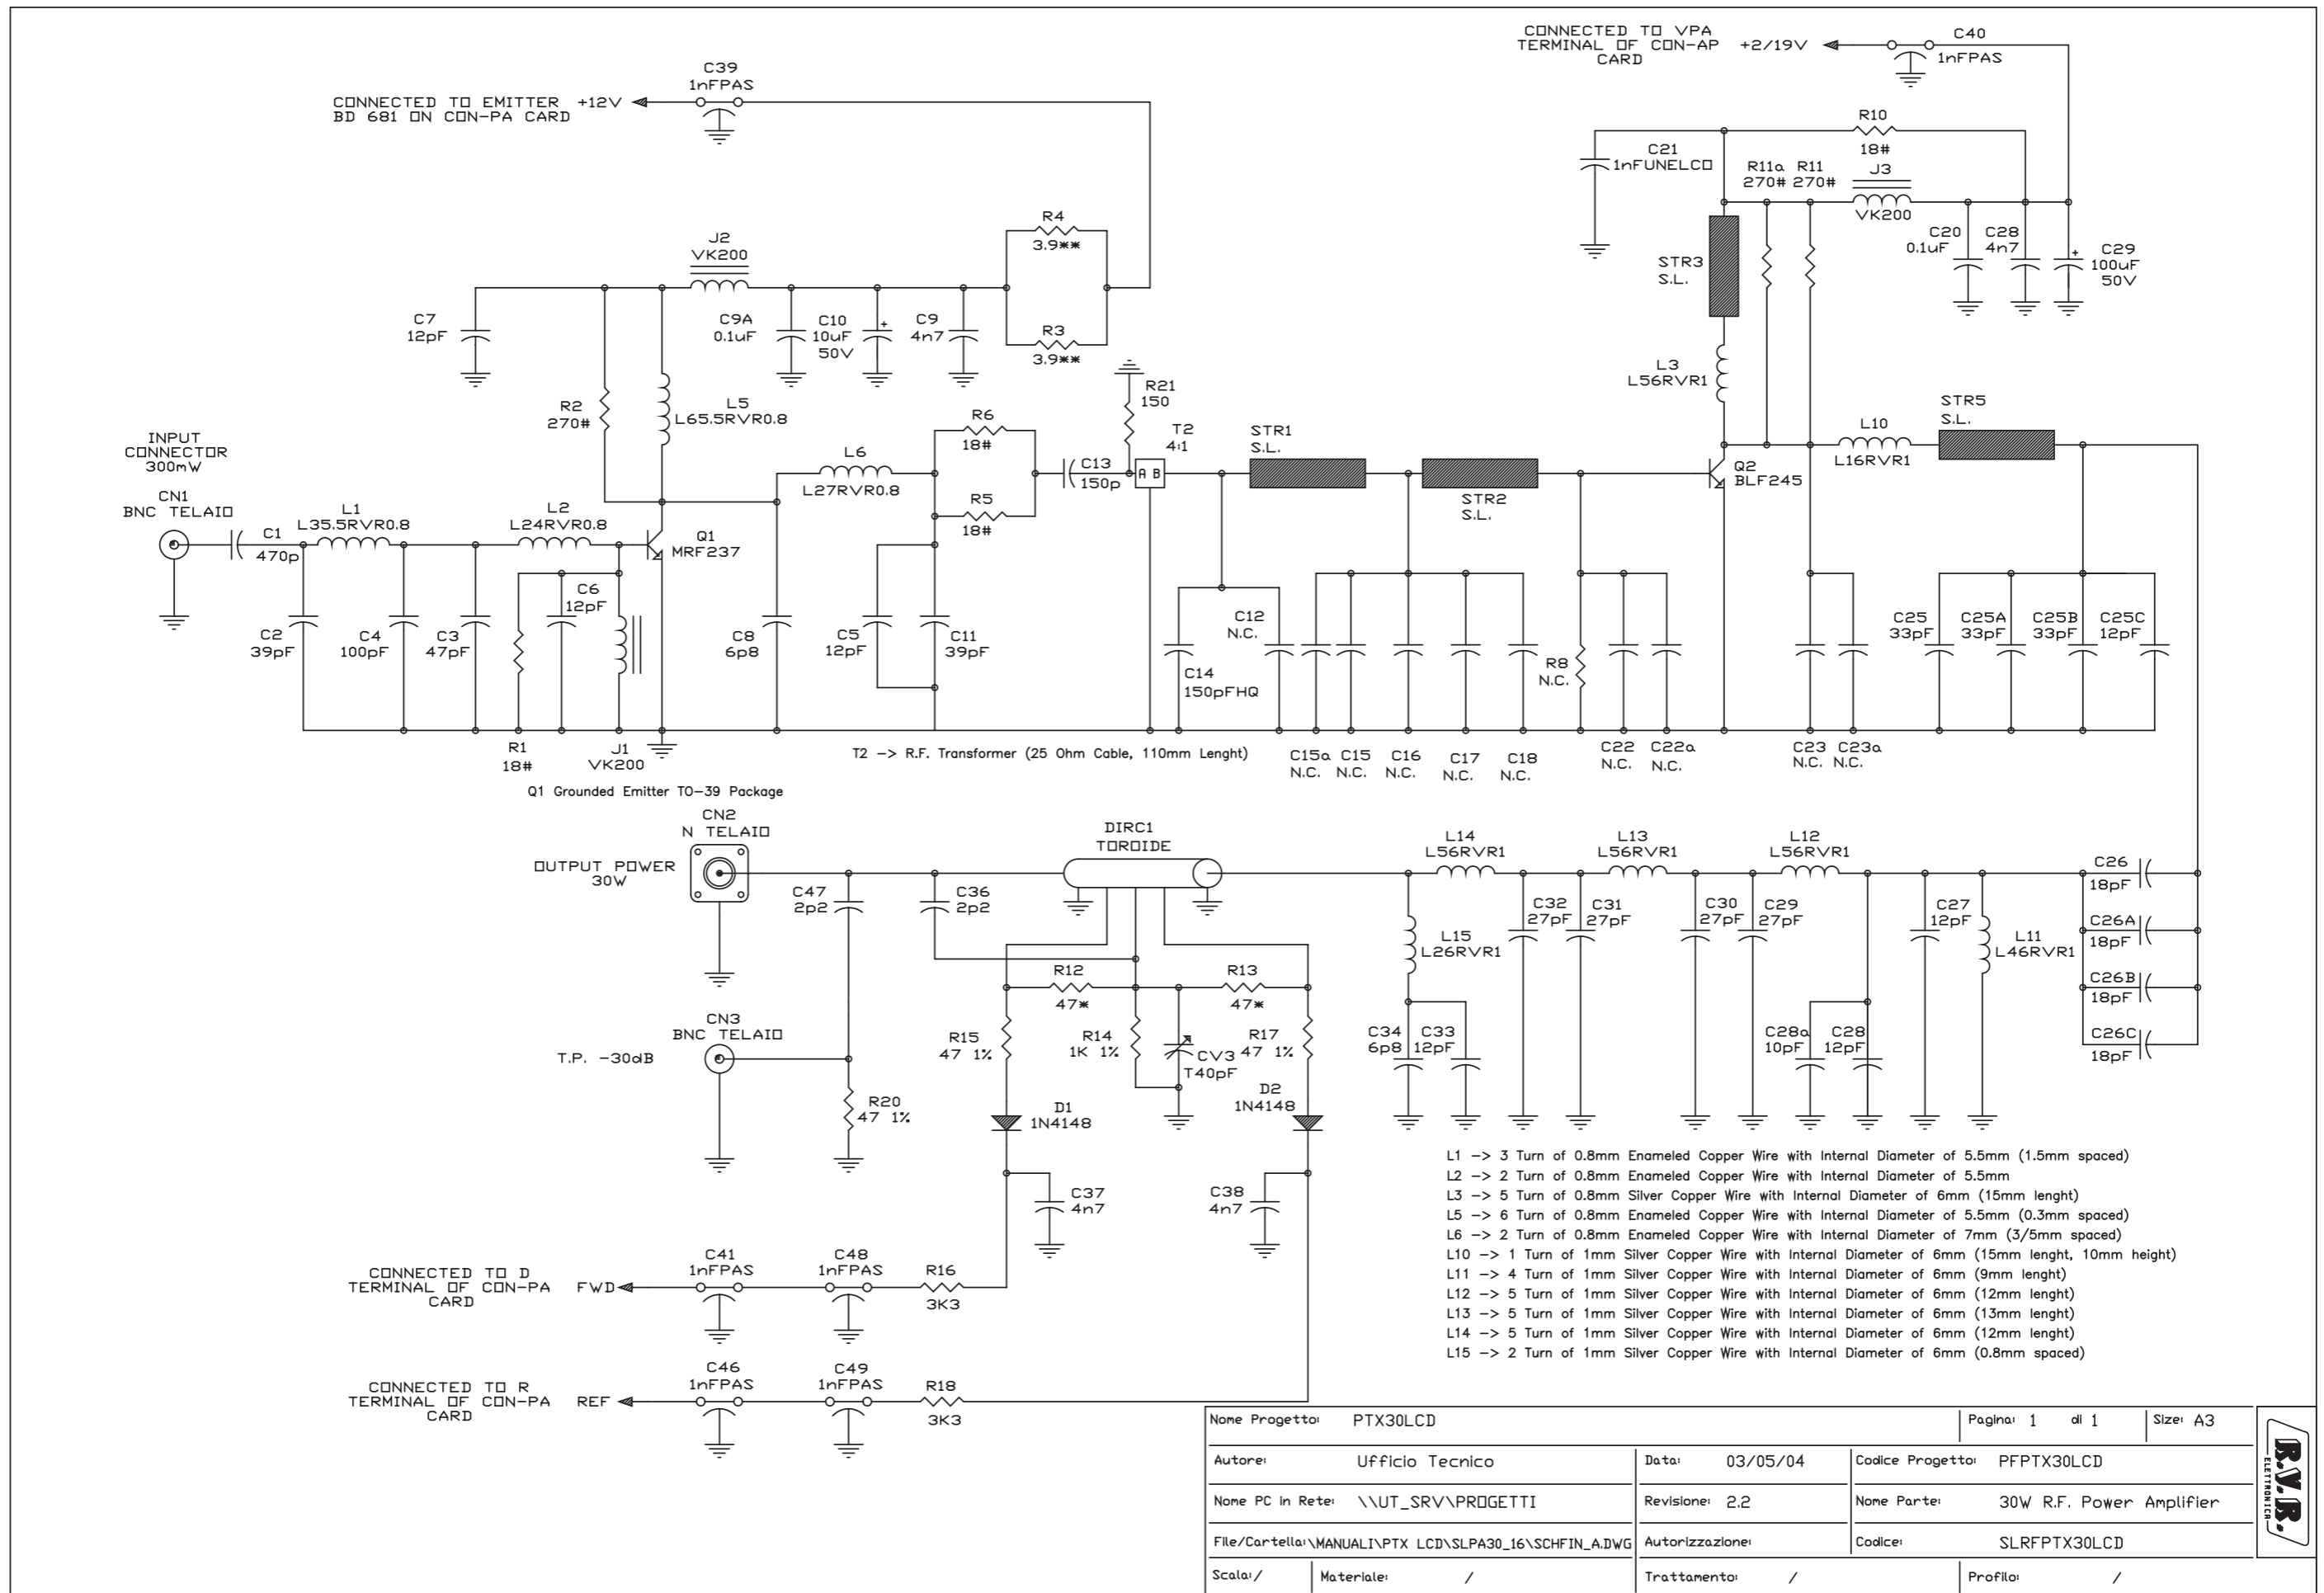 CONNECTED TO VPA
TERMINAL OF CON-AP
CARD
+2/19V
C40
1nFPAS
C39
1nFPAS
CONNECTED TO EMITTER
BD 681 ON CON-PA CARD
+12V
R10
18#
C21
1nFUNELCO
R11a
270#
R11
270#
J3
VK200
R4
3.9**
J2
VK200
STR3
S.L.
C20
0.1uF
C28
4n7
+
C29
100uF
50V
C7
12pF
C9A
0.1uF
C10
10uF
50V
+
C9
4n7
R3
3.9**
L3
L56RVR1
R2
270#
L5
L65.5RVR0.8
R21
150
R6
18#
T2
4:1
STR1
S.L.
L10
L16RVR1
STR5
S.L.
INPUT
CONNECTOR
300mW
L6
L27RVR0.8
C13
150p
A B
Q2
BLF245
CN1
BNC TELAIO
R5
18#
STR2
S.L.
C1
470p
L1
L35.5RVR0.8
L2
L24RVR0.8
Q1
MRF237
C6
12pF
C2
39pF
C4
100pF
C3
47pF
C8
6p8
C5
12pF
C11
39pF
C12
N.C.
C14
150pFHQ
R8
N.C.
C25
33pF
C25A
33pF
C25B
33pF
C25C
12pF
R1
18#
J1
VK200
T2 -> R.F. Transformer (25 Ohm Cable, 110mm Lenght)
C15a
N.C.
C15
N.C.
C16
N.C.
C17
N.C.
C18
N.C.
C22
N.C.
C22a
N.C.
C23
N.C.
C23a
N.C.
Q1 Grounded Emitter TO-39 Package
CN2
N TELAIO
DIRC1
TOROIDE
L14
L56RVR1
L13
L56RVR1
L12
L56RVR1
OUTPUT POWER
30W
C47
2p2
C36
2p2
C32
27pF
C31
27pF
C30
27pF
C29
27pF
C27
12pF
C26
18pF
C26A
18pF
L15
L26RVR1
L11
L46RVR1
R12
47*
R13
47*
C26B
18pF
CN3
BNC TELAIO
T.P. -30dB
R15
47 1%
R14
1K 1%
CV3
T40pF
R17
47 1%
C34
6p8
C33
12pF
C28a
10pF
C28
12pF
C26C
18pF
R20
47 1%
D1
1N4148
D2
1N4148
C37
4n7
C38
4n7
L1 -> 3 Turn of 0.8mm Enameled Copper Wire with Internal Diameter of 5.5mm (1.5mm spaced)
L2 -> 2 Turn of 0.8mm Enameled Copper Wire with Internal Diameter of 5.5mm
L3 -> 5 Turn of 0.8mm Silver Copper Wire with Internal Diameter of 6mm (15mm lenght)
L5 -> 6 Turn of 0.8mm Enameled Copper Wire with Internal Diameter of 5.5mm (0.3mm spaced)
L6 -> 2 Turn of 0.8mm Enameled Copper Wire with Internal Diameter of 7mm (3/5mm spaced)
L10 -> 1 Turn of 1mm Silver Copper Wire with Internal Diameter of 6mm (15mm lenght, 10mm height)
L11 -> 4 Turn of 1mm Silver Copper Wire with Internal Diameter of 6mm (9mm lenght)
L12 -> 5 Turn of 1mm Silver Copper Wire with Internal Diameter of 6mm (12mm lenght)
L13 -> 5 Turn of 1mm Silver Copper Wire with Internal Diameter of 6mm (13mm lenght)
L14 -> 5 Turn of 1mm Silver Copper Wire with Internal Diameter of 6mm (12mm lenght)
L15 -> 2 Turn of 1mm Silver Copper Wire with Internal Diameter of 6mm (0.8mm spaced)
CONNECTED TO D
TERMINAL OF CON-PA
CARD
FWD
C41
1nFPAS
C48
1nFPAS
R16
3K3
CONNECTED TO R
TERMINAL OF CON-PA
CARD
REF
C46
1nFPAS
C49
1nFPAS
R18
3K3
Nome Progetto: PTX30LCD
Pagina: 1 di 1
Size: A3
Autore: Ufficio Tecnico
Data: 03/05/04
Codice Progetto: PFPTX30LCD
Nome PC in Rete: \\UT_SRV\PROGETTI
Revisione: 2.2
Nome Parte: 30W R.F. Power Amplifier
File/Cartella: \MANUALI\PTX LCD\SLPA30_16\SCHFIN_A.DWG
Autorizzazione:
Codice: SLRFPTX30LCD
Scala: /
Materiale: /
Trattamento: /
Profilo: /
R.V.R.
ELETTRONICA